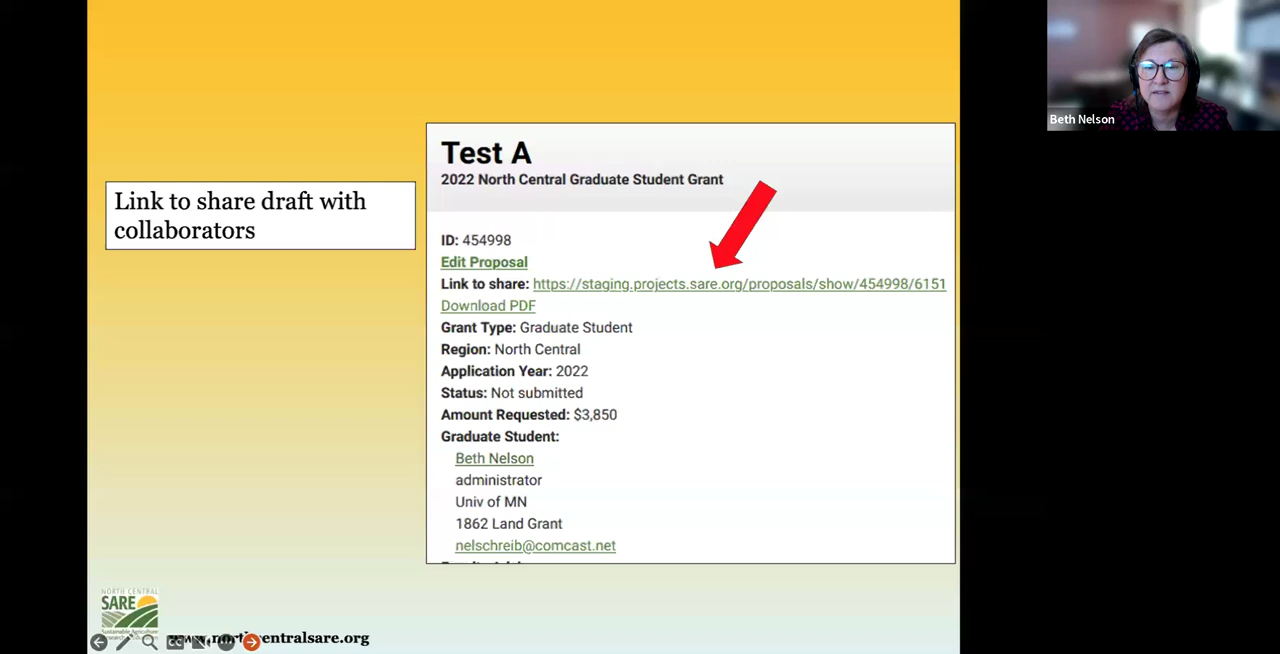 Link to share draft with
collaborators
Test A
2022 North Central Graduate Student Grant
ID: 454998
Edit Proposal
Link to share: https://staging.projects.sare.org/proposals/show/454998/6151
Download PDF
Grant Type: Graduate Student
Region: North Central
Application Year: 2022
Status: Not submitted
Amount Requested: $3,850
Graduate Student:
Beth Nelson
administrator
Univ of MN
1862 Land Grant
nelschreib@comcast.net
NORTH CENTRAL
SARE
Sustainable Agriculture
CC
Beth Nelson